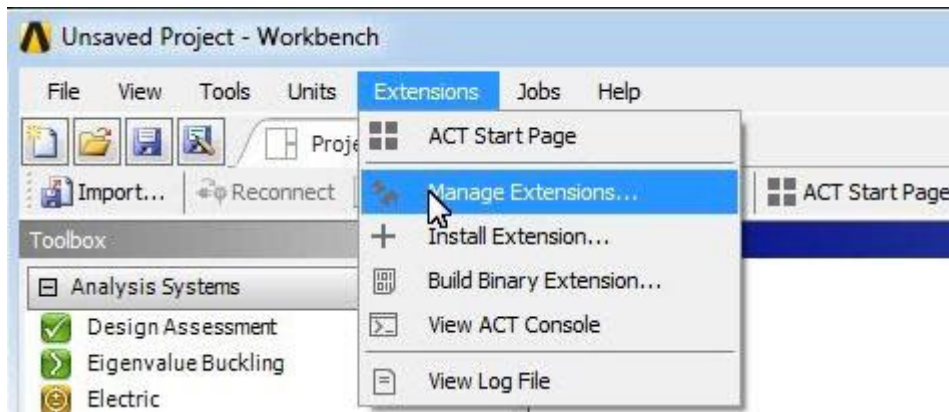 Unsaved Project - Workbench
File View Tools Units Extensions Jobs Help
Proje
ACT Start Page
Import... Reconnect
Manage Extensions...
ACT Start Page
Install Extension...
Toolbox
Analysis Systems
Build Binary Extension...
Design Assessment
View ACT Console
Eigenvalue Buckling
View Log File
Electric